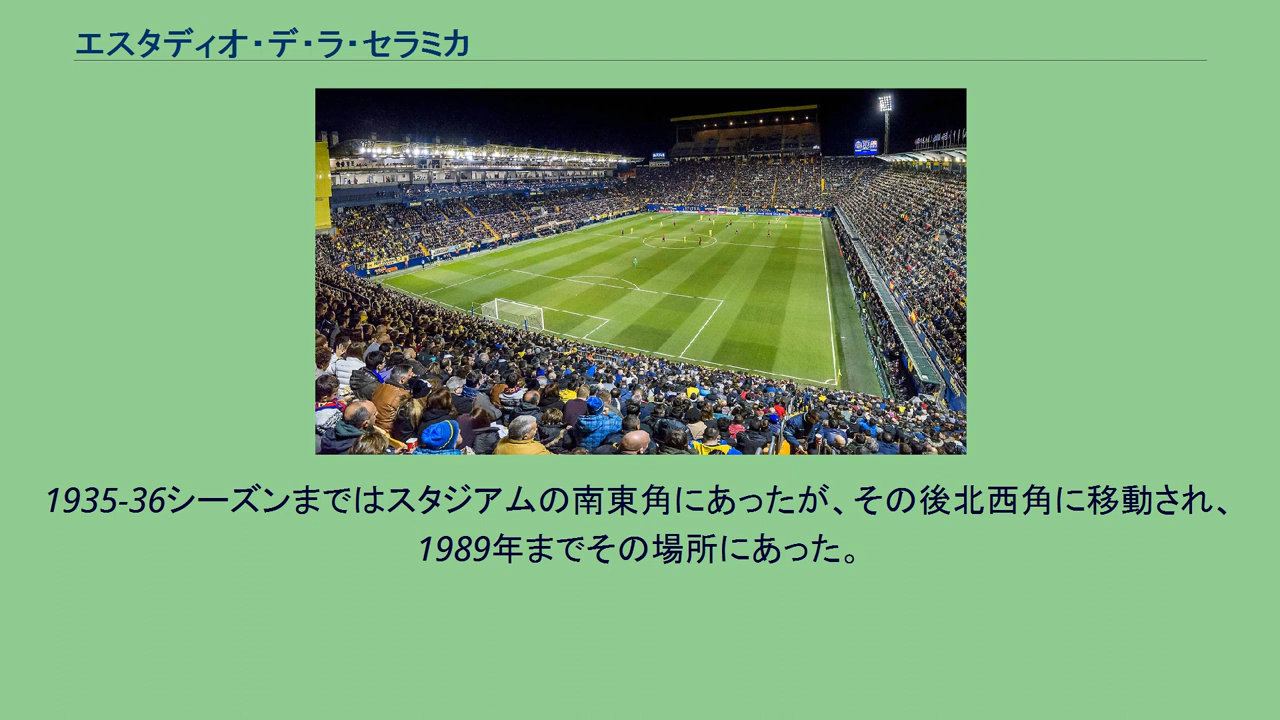 エスタディオ・デ・ラ・セラミカ
1935-36シーズンまではスタジアムの南東角にあったが、その後北西角に移動され、
1989年までその場所にあった。